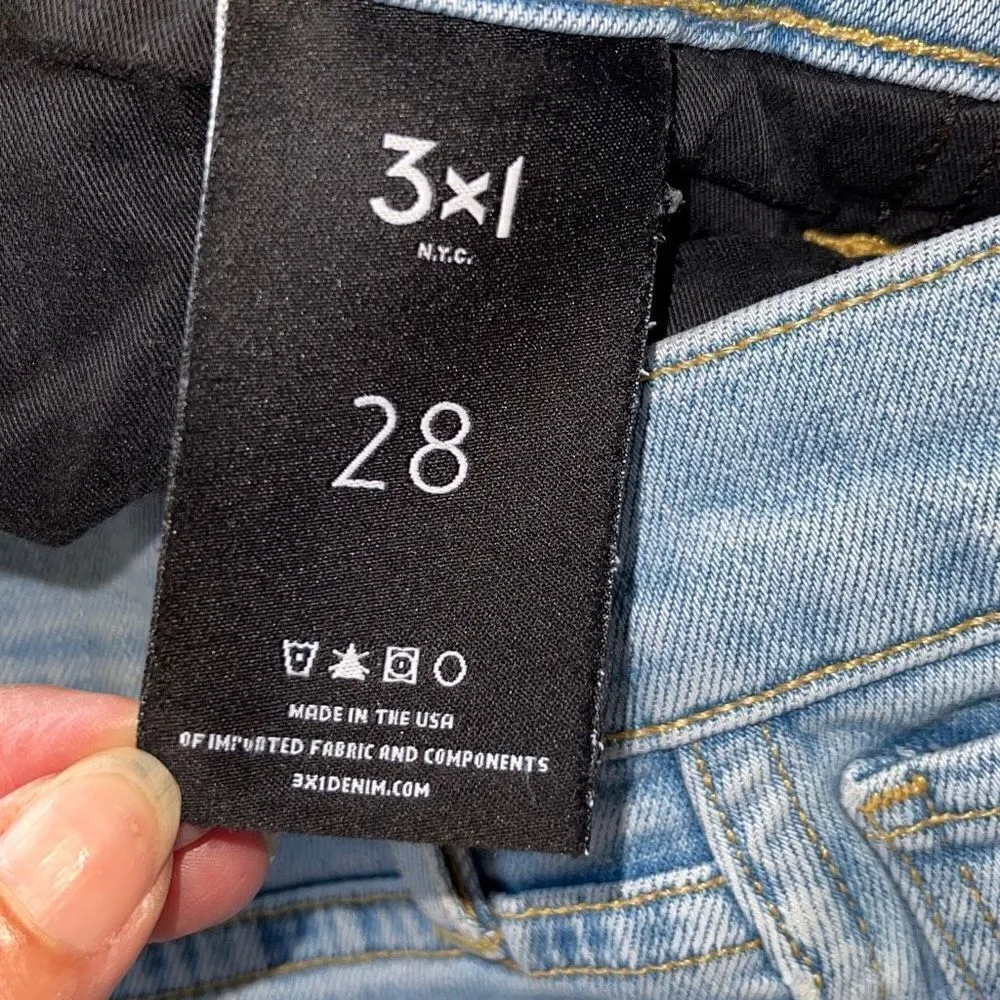 3x1
N.Y.C.
28
MADE IN THE USA
OF IMPORTED FABRIC AND COMPONENTS
3X1DENIM.COM